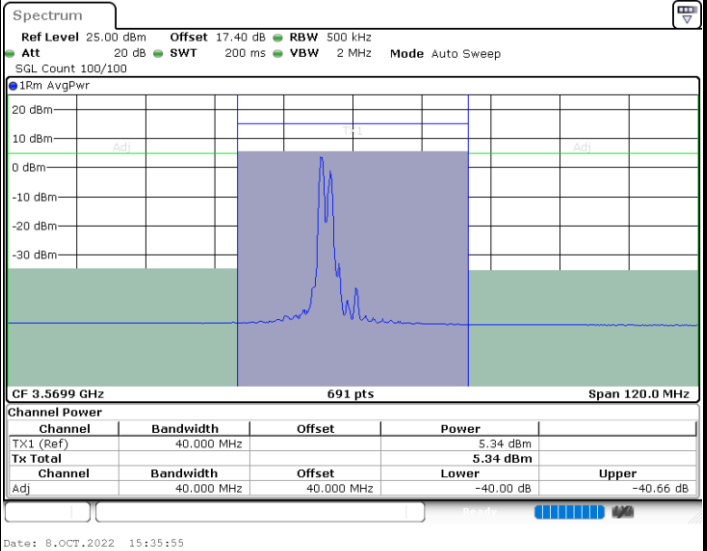 Spectrum
Ref Level 25.00 dBm Offset 17.40 dB RBW 500 kHz
Att 20 dB SWT 200 ms VBW 2 MHz Mode Auto Sweep
SGL Count 100/100
1Rm AvgPwr
20 dBm
TX1
10 dBm
Adj Adj
0 dBm
-10 dBm
-20 dBm
-30 dBm
CF 3.5699 GHz 691 pts Span 120.0 MHz
Channel Power
Channel Bandwidth Offset Power
TX1 (Ref) 40.000 MHz 5.34 dBm
Tx Total 5.34 dBm
Channel Bandwidth Offset Lower Upper
Adj 40.000 MHz 40.000 MHz -40.00 dB -40.66 dB
Ready
Date: 8.OCT.2022 15:35:55